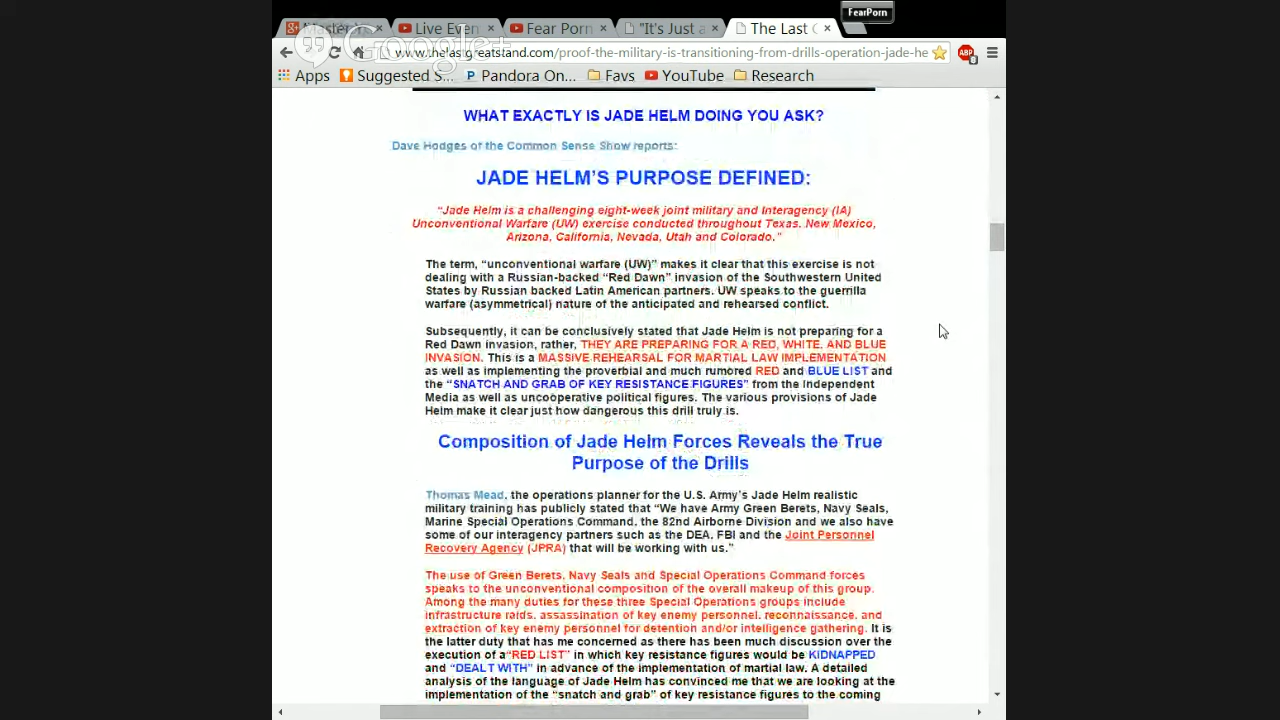 FearPorn
Master
Live Even
Fear Porn
"It's Just a
The Last
Google+
www.thelastgreatstand.com/proof-the-military-is-transitioning-from-drills-operation-jade-he
ABP
Apps
Suggested S...
Pandora On...
Favs
YouTube
Research
WHAT EXACTLY IS JADE HELM DOING YOU ASK?
Dave Hodges of the Common Sense Show reports:
JADE HELM'S PURPOSE DEFINED:
"Jade Helm is a challenging eight-week joint military and Interagency (IA)
Unconventional Warfare (UW) exercise conducted throughout Texas, New Mexico,
Arizona, California, Nevada, Utah and Colorado."
The term, "unconventional warfare (UW)" makes it clear that this exercise is not
dealing with a Russian-backed "Red Dawn" invasion of the Southwestern United
States by Russian backed Latin American partners. UW speaks to the guerrilla
warfare (asymmetrical) nature of the anticipated and rehearsed conflict.
Subsequently, it can be conclusively stated that Jade Helm is not preparing for a
Red Dawn invasion, rather, THEY ARE PREPARING FOR A RED, WHITE, AND BLUE
INVASION. This is a MASSIVE REHEARSAL FOR MARTIAL LAW IMPLEMENTATION
as well as implementing the proverbial and much rumored RED and BLUE LIST and
the "SNATCH AND GRAB OF KEY RESISTANCE FIGURES" from the Independent
Media as well as uncooperative political figures. The various provisions of Jade
Helm make it clear just how dangerous this drill truly is.
Composition of Jade Helm Forces Reveals the True
Purpose of the Drills
Thomas Mead, the operations planner for the U.S. Army's Jade Helm realistic
military training has publicly stated that "We have Army Green Berets, Navy Seals,
Marine Special Operations Command, the 82nd Airborne Division and we also have
some of our interagency partners such as the DEA, FBI and the Joint Personnel
Recovery Agency (JPRA) that will be working with us."
The use of Green Berets, Navy Seals and Special Operations Command forces
speaks to the unconventional composition of the overall makeup of this group.
Among the many duties for these three Special Operations groups include
infrastructure raids, assassination of key enemy personnel, reconnaissance, and
extraction of key enemy personnel for detention and/or intelligence gathering. It is
the latter duty that has me concerned as there has been much discussion over the
execution of a"RED LIST" in which key resistance figures would be KIDNAPPED
and "DEALT WITH" in advance of the implementation of martial law. A detailed
analysis of the language of Jade Helm has convinced me that we are looking at the
implementation of the "snatch and grab" of key resistance figures to the coming